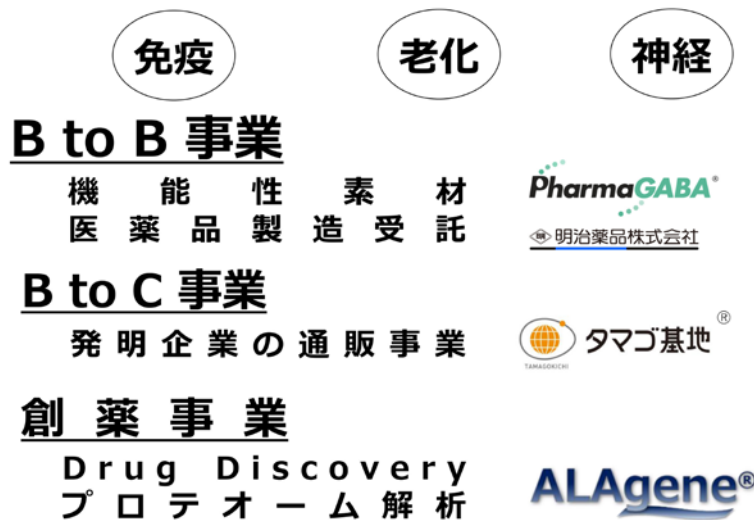 免疫 老化 神経
B to B 事業
機能性素材
PharmaGABA®
医薬品製造受託
明治薬品株式会社
B to C 事業
発明企業の通販事業
タマゴ基地®
TAMAGOKICHI
創薬事業
Drug Discovery
プロテオーム解析
ALAgene®